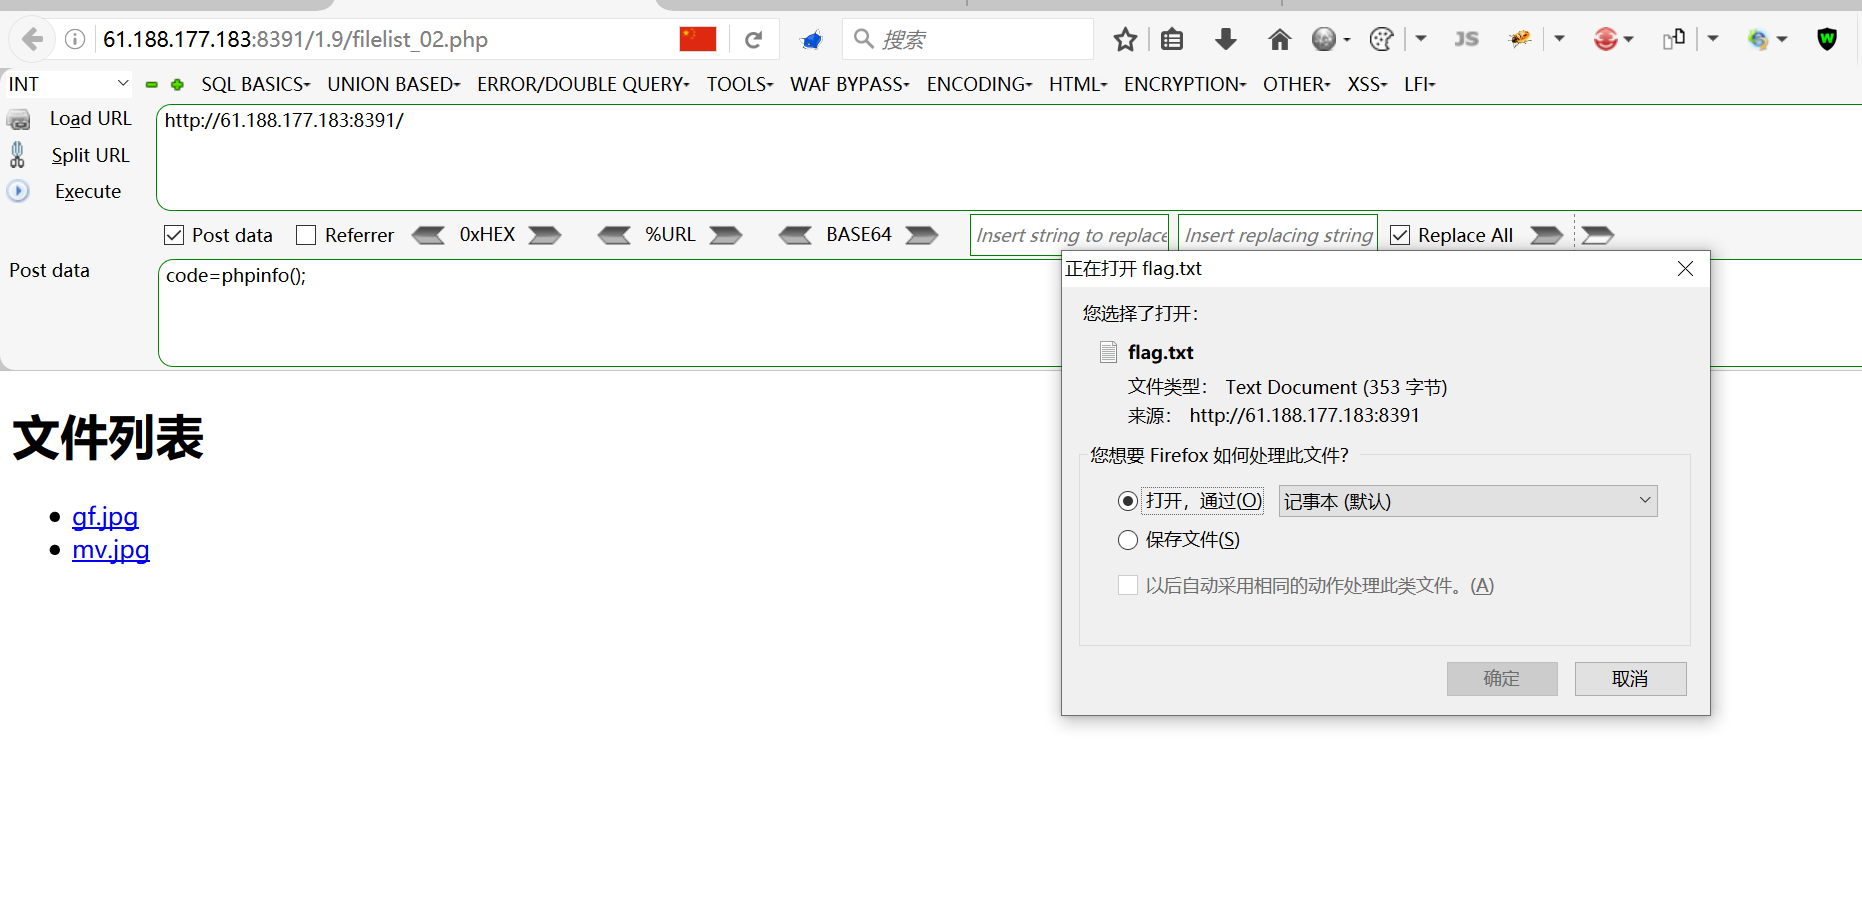 61.188.177.183:8391/1.9/filelist_02.php 搜索 JS W
INT SQL BASICS UNION BASED ERROR/DOUBLE QUERY TOOLS WAF BYPASS ENCODING HTML ENCRYPTION OTHER XSS LFI
Load URL http://61.188.177.183:8391/
Split URL
Execute
Post data Referrer 0xHEX %URL BASE64 Insert string to replace Insert replacing string Replace All
Post data code=phpinfo();
正在打开 flag.txt
您选择了打开:
flag.txt
文件类型: Text Document (353 字节)
来源: http://61.188.177.183:8391
您想要 Firefox 如何处理此文件?
打开，通过(O) 记事本 (默认)
保存文件(S)
以后自动采用相同的动作处理此类文件。(A)
确定 取消
文件列表
gf.jpg
mv.jpg